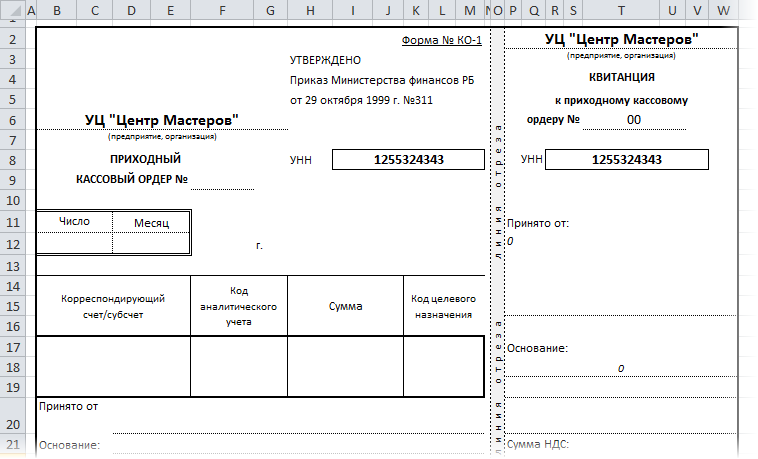 A B C D E F G H I J K L M N O P Q R S T U V W
1
2 Форма № КО-1 УЦ "Центр Мастеров"
3 УТВЕРЖДЕНО (предприятие, организация)
4 Приказ Министерства финансов РБ КВИТАНЦИЯ
5 от 29 октября 1999 г. №311 к приходному кассовому
6 УЦ "Центр Мастеров" ордеру № 00
7 (предприятие, организация)
8 ПРИХОДНЫЙ УНН 1255324343 УНН 1255324343
9 КАССОВЫЙ ОРДЕР №
10
11 Число Месяц Принято от:
12 г. 0
13
14 Корреспондирующий счет/субсчет
15 Код аналитического учета
16 Сумма
Код целевого назначения
17 Основание:
18 0
19
Принято от
20
21 Основание: Сумма НДС:
линия отреза
линия отреза